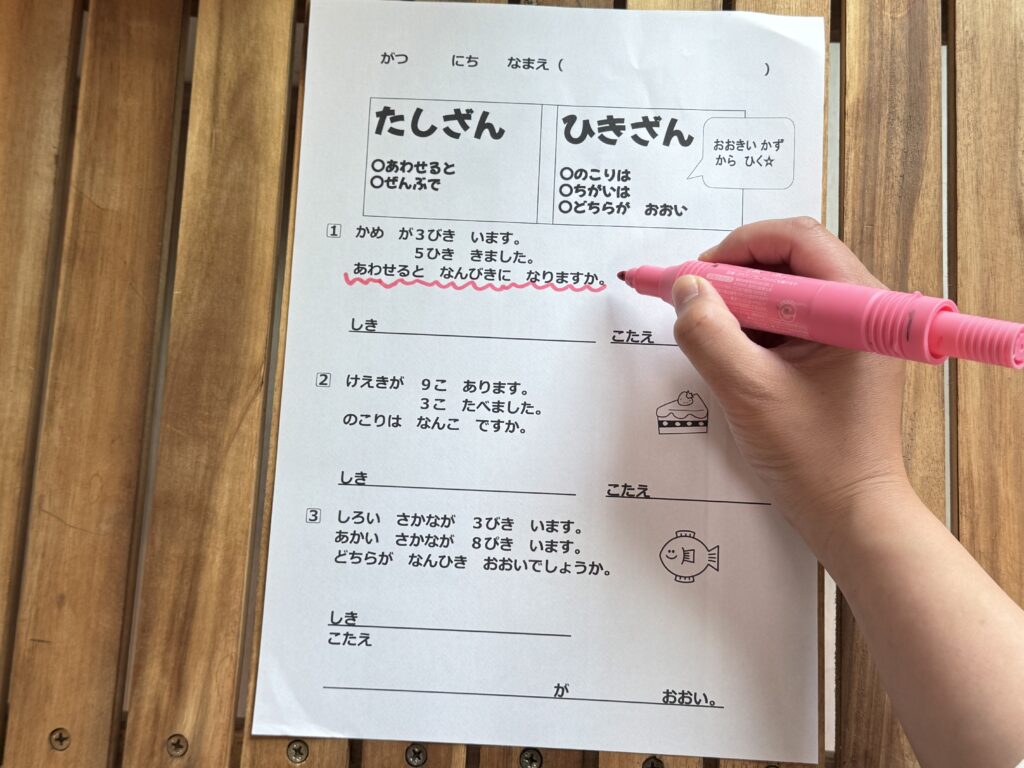 がつ　にち　なまえ（　）
たしざん
〇あわせると
〇ぜんぶで
ひきざん
〇のこりは
〇ちがいは
〇どちらが　おおい
おおきい かず
から　ひく☆
1　かめ　が３びき　います。
５ひき　きました。
あわせると　なんびきに　なりますか。
しき　こたえ
2　けえきが　９こ　あります。
３こ　たべました。
のこりは　なんこ　ですか。
しき　こたえ
3　しろい　さかなが　３びき　います。
あかい　さかなが　８ぴき　います。
どちらが　なんひき　おおいでしょうか。
しき
こたえ
が　おおい。